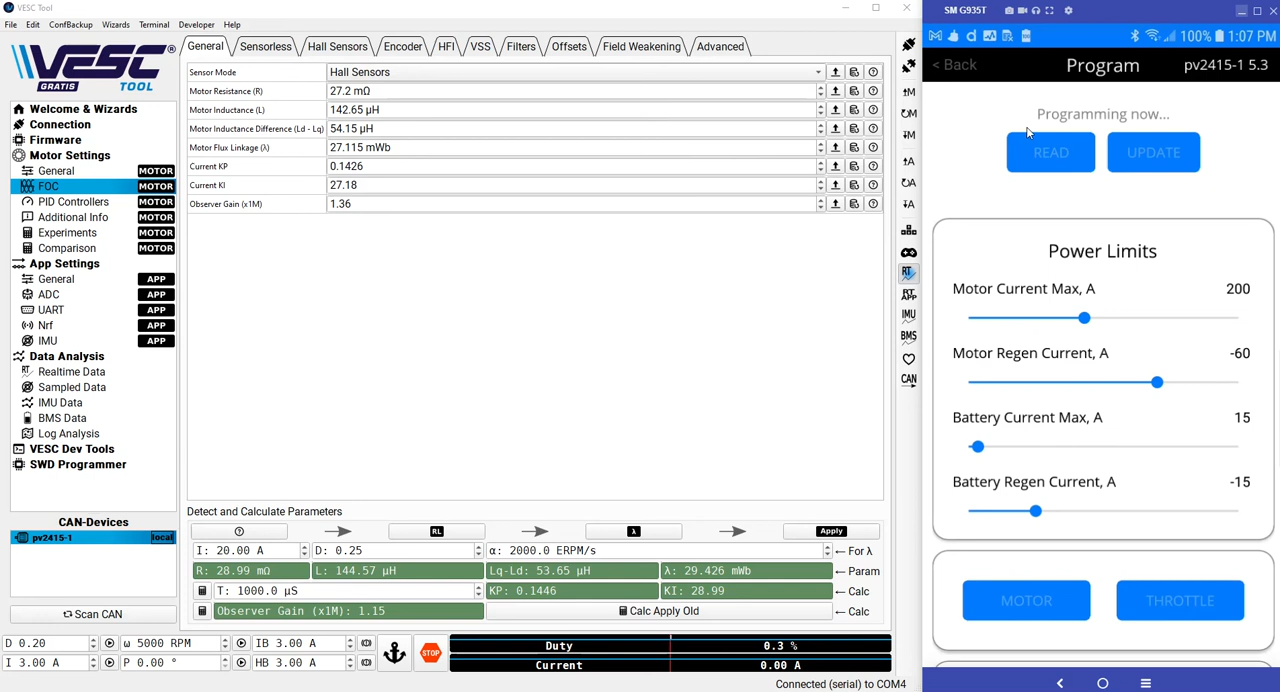 VESC Tool
File Edit ConfBackup Wizards Terminal Developer Help
VESC
GRATIS TOOL
Welcome & Wizards
Connection
Firmware
Motor Settings
General MOTOR
FOC MOTOR
PID Controllers MOTOR
Additional Info MOTOR
Experiments MOTOR
Comparison MOTOR
App Settings
General APP
ADC APP
UART APP
Nrf APP
IMU APP
Data Analysis
RT Realtime Data
Sampled Data
IMU Data
BMS Data
Log Analysis
VESC Dev Tools
SWD Programmer
CAN-Devices
pv2415-1 local
Scan CAN
General Sensorless Hall Sensors Encoder HFI VSS Filters Offsets Field Weakening Advanced
Sensor Mode Hall Sensors
Motor Resistance (R) 27.2 mΩ
Motor Inductance (L) 142.65 µH
Motor Inductance Difference (Ld - Lq) 54.15 µH
Motor Flux Linkage (λ) 27.115 mWb
Current KP 0.1426
Current KI 27.18
Observer Gain (x1M) 1.36
Detect and Calculate Parameters
RL λ Apply
I: 20.00 A D: 0.25 α: 2000.0 ERPM/s ← For λ
R: 28.99 mΩ L: 144.57 µH Lq-Ld: 53.65 µH λ: 29.426 mWb ← Param
T: 1000.0 µS KP: 0.1446 KI: 28.99 ← Calc
Observer Gain (x1M): 1.15 Calc Apply Old ← Calc
D 0.20 ω 5000 RPM IB 3.00 A
I 3.00 A P 0.00 ° HB 3.00 A
STOP
Duty 0.3 %
Current 0.00 A
Connected (serial) to COM4
↑M
↻M
↧M
↑A
↻A
↧A
RT
RT
APP
IMU
BMS
CAN
SM G935T
100% 1:07 PM
< Back Program pv2415-1 5.3
Programming now...
READ UPDATE
Power Limits
Motor Current Max, A 200
Motor Regen Current, A -60
Battery Current Max, A 15
Battery Regen Current, A -15
MOTOR THROTTLE